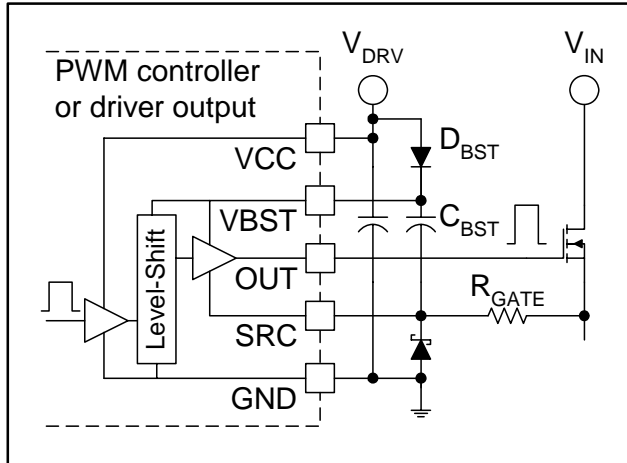 V_DRV
V_IN
PWM controller
or driver output
VCC
D_BST
VBST
C_BST
OUT
Level-Shift
R_GATE
SRC
GND